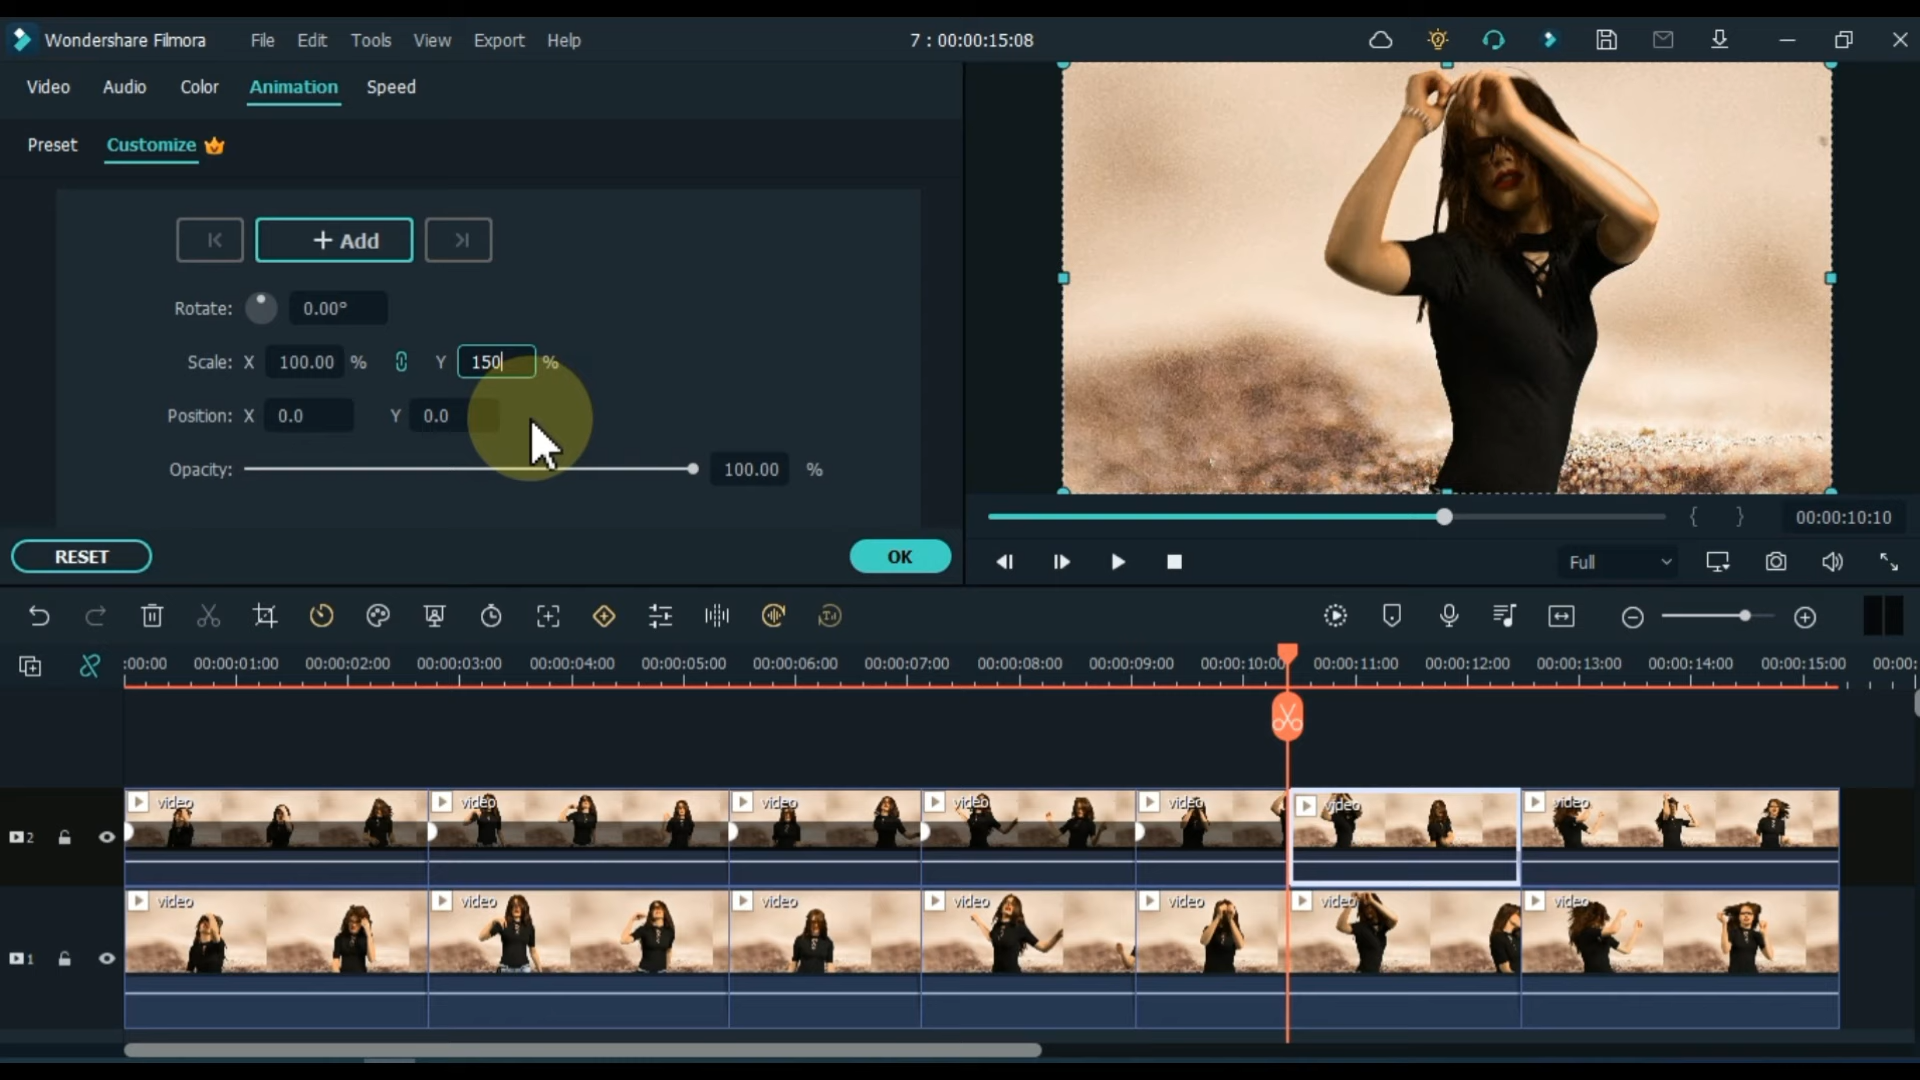 Wondershare Filmora File Edit Tools View Export Help 7 : 00:00:15:08
Video Audio Color Animation Speed
Preset Customize
+ Add
Rotate: 0.00°
Scale: X 100.00 % Y 150 %
Position: X 0.0 Y 0.0
Opacity: 100.00 %
RESET OK
{ } 00:00:10:10
Full
:00:00 00:00:01:00 00:00:02:00 00:00:03:00 00:00:04:00 00:00:05:00 00:00:06:00 00:00:07:00 00:00:08:00 00:00:09:00 00:00:10:00 00:00:11:00 00:00:12:00 00:00:13:00 00:00:14:00 00:00:15:00 00:00:
video video video video video video video
2
video video video video video video video
1